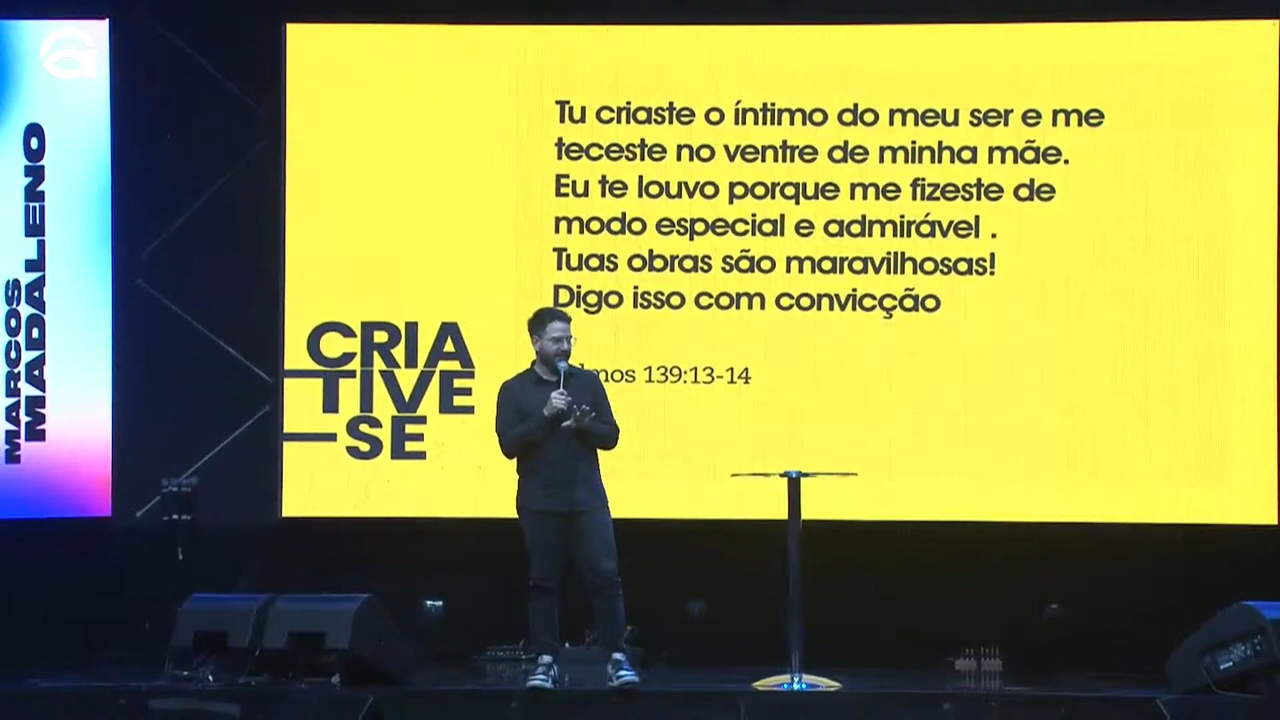 MARCOS
MADALENO
Tu criaste o íntimo do meu ser e me
teceste no ventre de minha mãe.
Eu te louvo porque me fizeste de
modo especial e admirável .
Tuas obras são maravilhosas!
Digo isso com convicção
139:13-14
CRIA
TIVE
SE